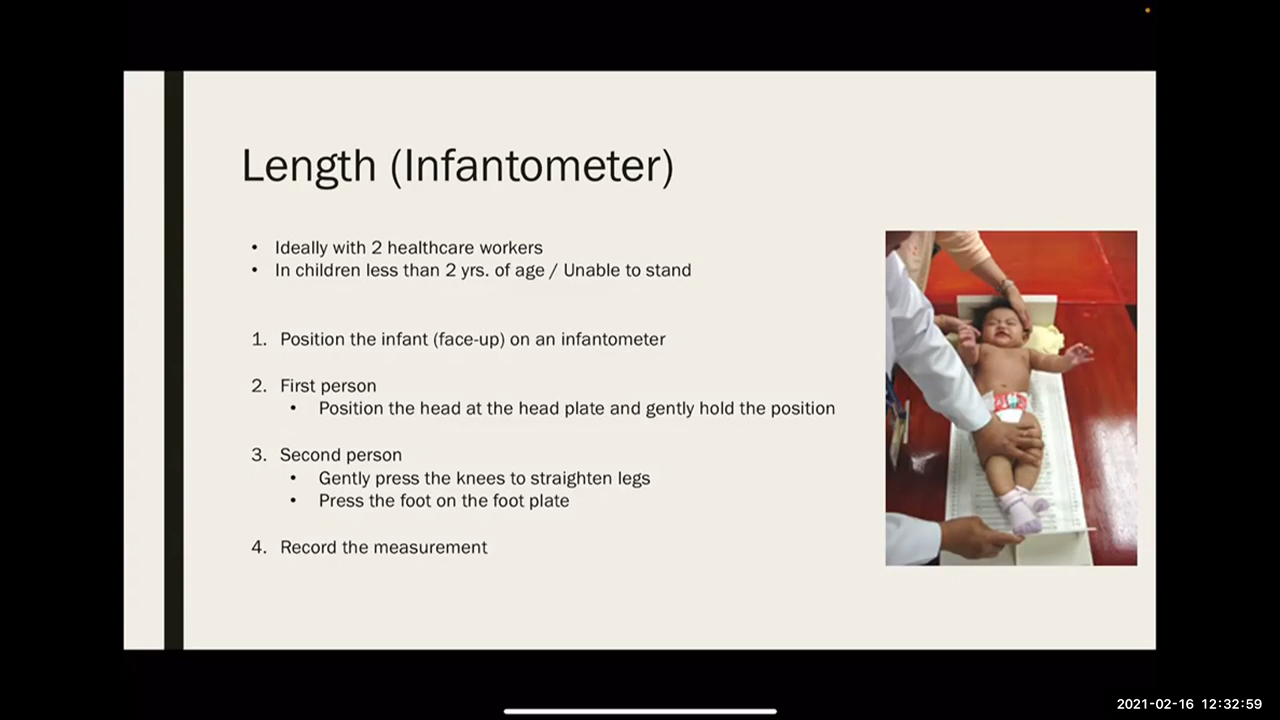 Length (Infantometer)
• Ideally with 2 healthcare workers
• In children less than 2 yrs. of age / Unable to stand
1. Position the infant (face-up) on an infantometer
2. First person
• Position the head at the head plate and gently hold the position
3. Second person
• Gently press the knees to straighten legs
• Press the foot on the foot plate
4. Record the measurement
2021-02-16 12:32:59